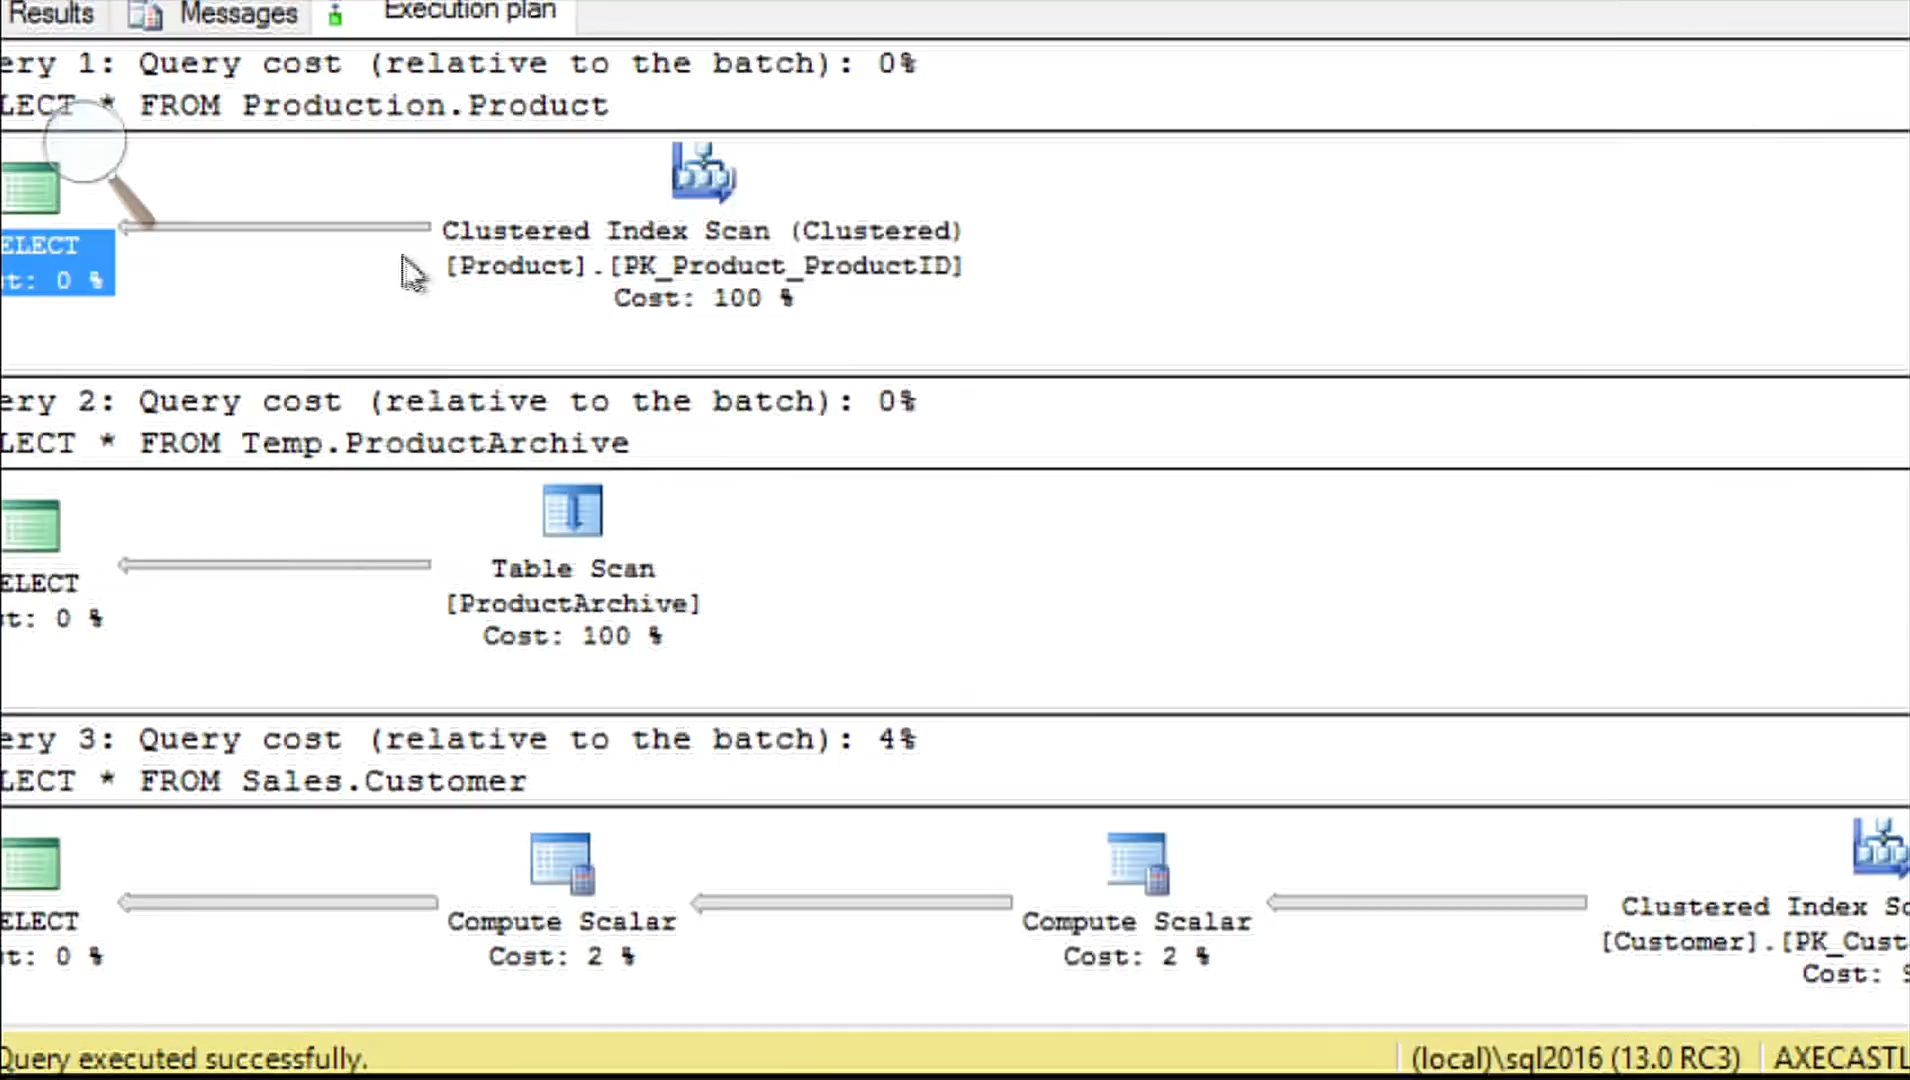 Results Messages Execution plan
ery 1: Query cost (relative to the batch): 0%
LECT * FROM Production.Product
ELECT
st: 0 %
Clustered Index Scan (Clustered)
[Product].[PK_Product_ProductID]
Cost: 100 %
ery 2: Query cost (relative to the batch): 0%
LECT * FROM Temp.ProductArchive
ELECT
st: 0 %
Table Scan
[ProductArchive]
Cost: 100 %
ery 3: Query cost (relative to the batch): 4%
LECT * FROM Sales.Customer
ELECT
st: 0 %
Compute Scalar
Cost: 2 %
Compute Scalar
Cost: 2 %
Clustered Index Sc
[Customer].[PK_Cust
Cost:
Query executed successfully. (local)\sql2016 (13.0 RC3) AXECASTL